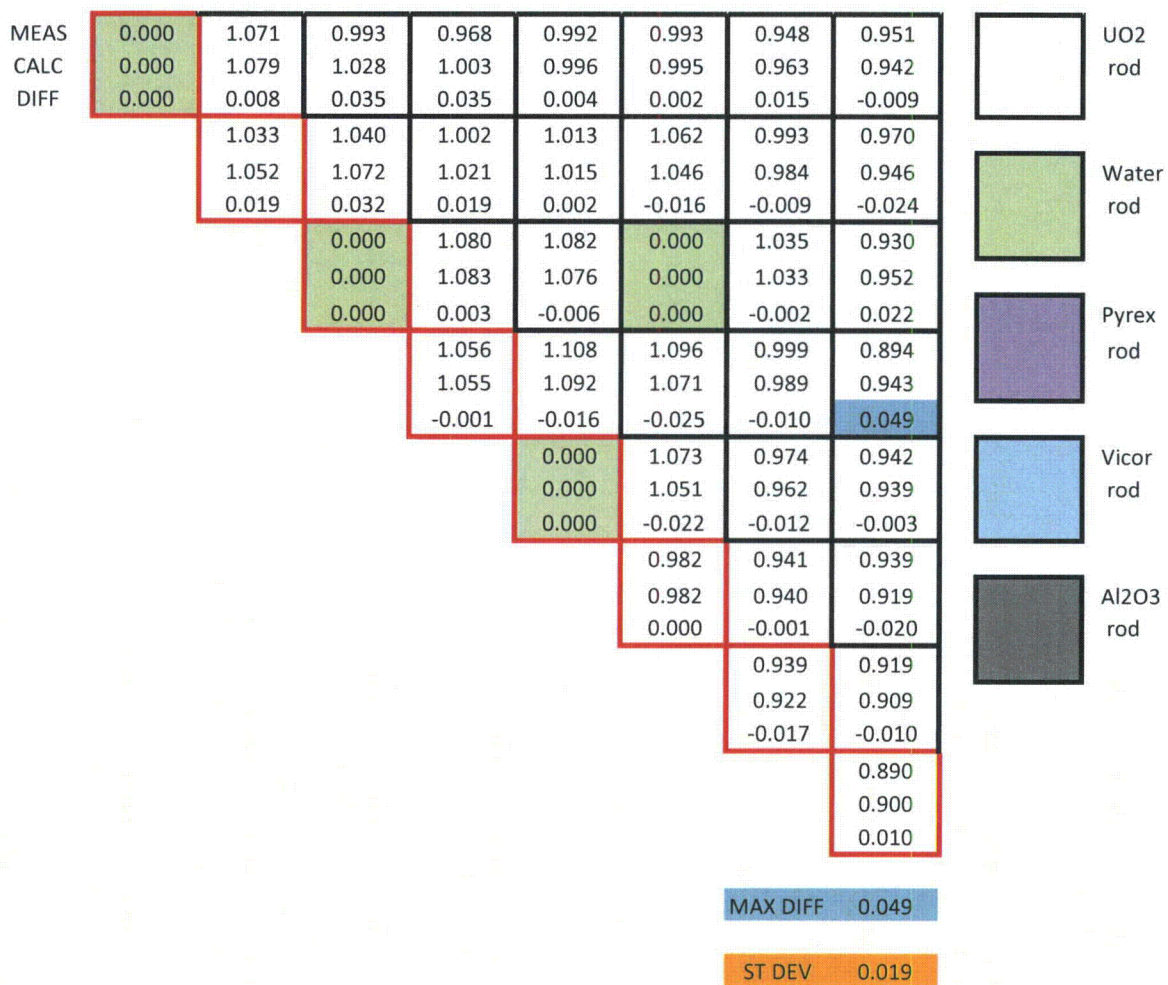 MEAS 0.000 1.071 0.993 0.968 0.992 0.993 0.948 0.951
CALC 0.000 1.079 1.028 1.003 0.996 0.995 0.963 0.942
DIFF 0.000 0.008 0.035 0.035 0.004 0.002 0.015 -0.009
1.033 1.040 1.002 1.013 1.062 0.993 0.970
1.052 1.072 1.021 1.015 1.046 0.984 0.946
0.019 0.032 0.019 0.002 -0.016 -0.009 -0.024
0.000 1.080 1.082 0.000 1.035 0.930
0.000 1.083 1.076 0.000 1.033 0.952
0.000 0.003 -0.006 0.000 -0.002 0.022
1.056 1.108 1.096 0.999 0.894
1.055 1.092 1.071 0.989 0.943
-0.001 -0.016 -0.025 -0.010 0.049
0.000 1.073 0.974 0.942
0.000 1.051 0.962 0.939
0.000 -0.022 -0.012 -0.003
0.982 0.941 0.939
0.982 0.940 0.919
0.000 -0.001 -0.020
0.939 0.919
0.922 0.909
-0.017 -0.010
0.890
0.900
0.010
MAX DIFF 0.049
ST DEV 0.019
UO2
rod
Water
rod
Pyrex
rod
Vicor
rod
Al2O3
rod